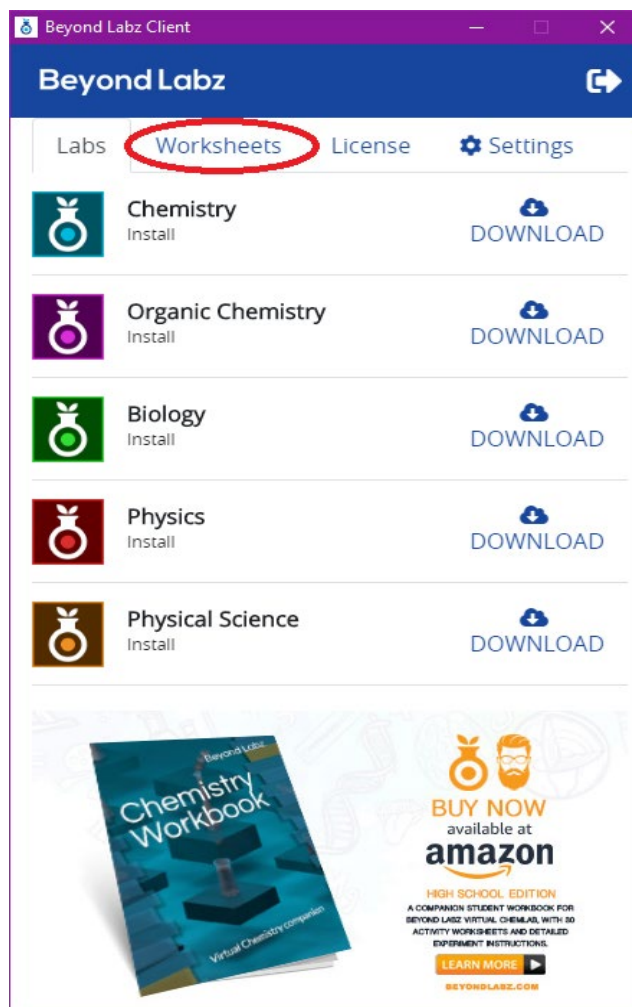 Beyond Labz Client
Beyond Labz
Labs Worksheets License Settings
Chemistry
Install
DOWNLOAD
Organic Chemistry
Install
DOWNLOAD
Biology
Install
DOWNLOAD
Physics
Install
DOWNLOAD
Physical Science
Install
DOWNLOAD
Beyond Labz
Chemistry
Workbook
Virtual Chemistry companion
BUY NOW
available at
amazon
HIGH SCHOOL EDITION
A COMPANION STUDENT WORKBOOK FOR
BEYOND LABZ VIRTUAL CHEMLAB, WITH 30
ACTIVITY WORKSHEETS AND DETAILED
EXPERIMENT INSTRUCTIONS.
LEARN MORE
BEYONDLABZ.COM